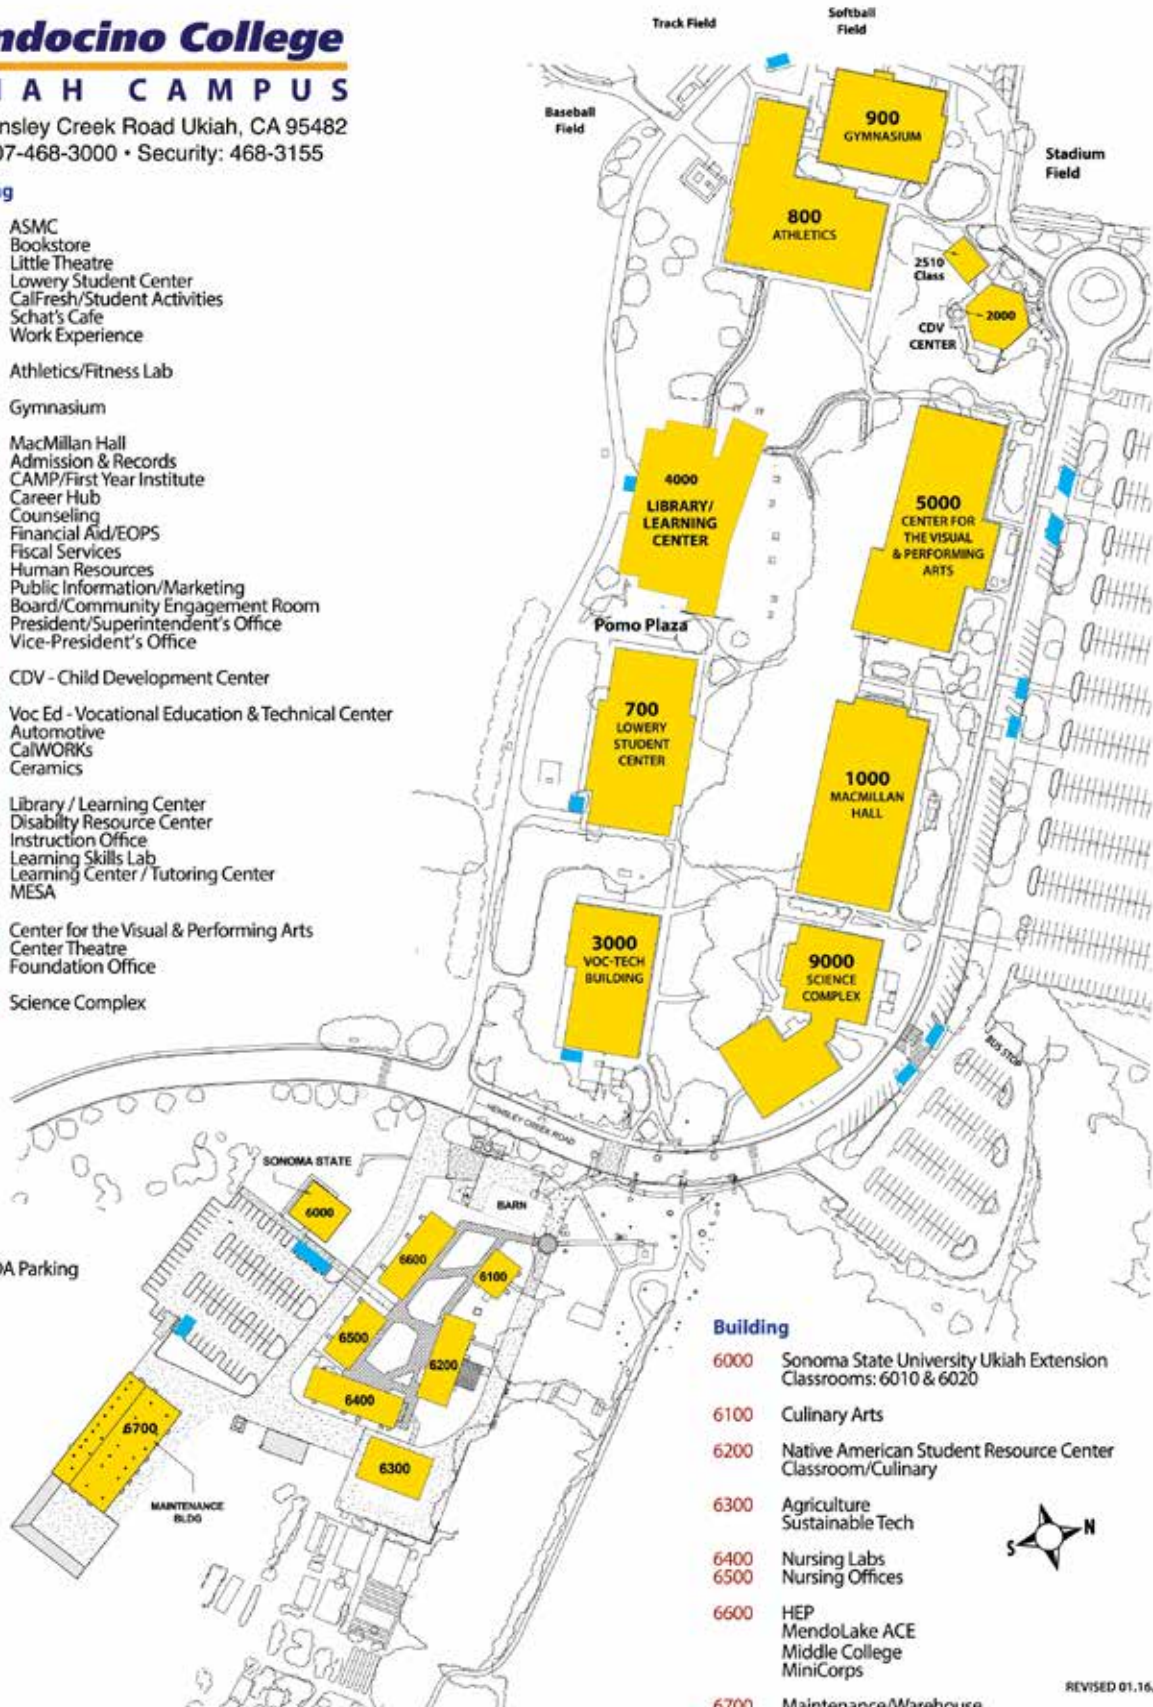 ndocino College
I A H C A M P U S
nsley Creek Road Ukiah, CA 95482
07-468-3000 • Security: 468-3155
g
ASMC
Bookstore
Little Theatre
Lowery Student Center
CalFresh/Student Activities
Schat's Cafe
Work Experience
Athletics/Fitness Lab
Gymnasium
MacMillan Hall
Admission & Records
CAMP/First Year Institute
Career Hub
Counseling
Financial Aid/EOPS
Fiscal Services
Human Resources
Public Information/Marketing
Board/Community Engagement Room
President/Superintendent's Office
Vice-President's Office
CDV - Child Development Center
Voc Ed - Vocational Education & Technical Center
Automotive
CalWORKs
Ceramics
Library / Learning Center
Disabilty Resource Center
Instruction Office
Learning Skills Lab
Learning Center / Tutoring Center
MESA
Center for the Visual & Performing Arts
Center Theatre
Foundation Office
Science Complex
DA Parking
Track Field
Softball
Field
Baseball
Field
Stadium
Field
900
GYMNASIUM
800
ATHLETICS
2510
Class
2000
CDV
CENTER
4000
LIBRARY/
LEARNING
CENTER
5000
CENTER FOR
THE VISUAL
& PERFORMING
ARTS
Pomo Plaza
700
LOWERY
STUDENT
CENTER
1000
MACMILLAN
HALL
3000
VOC-TECH
BUILDING
9000
SCIENCE
COMPLEX
BUS STOP
HENSLEY CREEK ROAD
SONOMA STATE
6000
BARN
6600
6100
6500
6200
6400
6700
6300
MAINTENANCE
BLDG
Building
6000 Sonoma State University Ukiah Extension
Classrooms: 6010 & 6020
6100 Culinary Arts
6200 Native American Student Resource Center
Classroom/Culinary
6300 Agriculture
Sustainable Tech
6400 Nursing Labs
6500 Nursing Offices
6600 HEP
MendoLake ACE
Middle College
MiniCorps
6700 Maintenance/Warehouse
S N
REVISED 01.16.